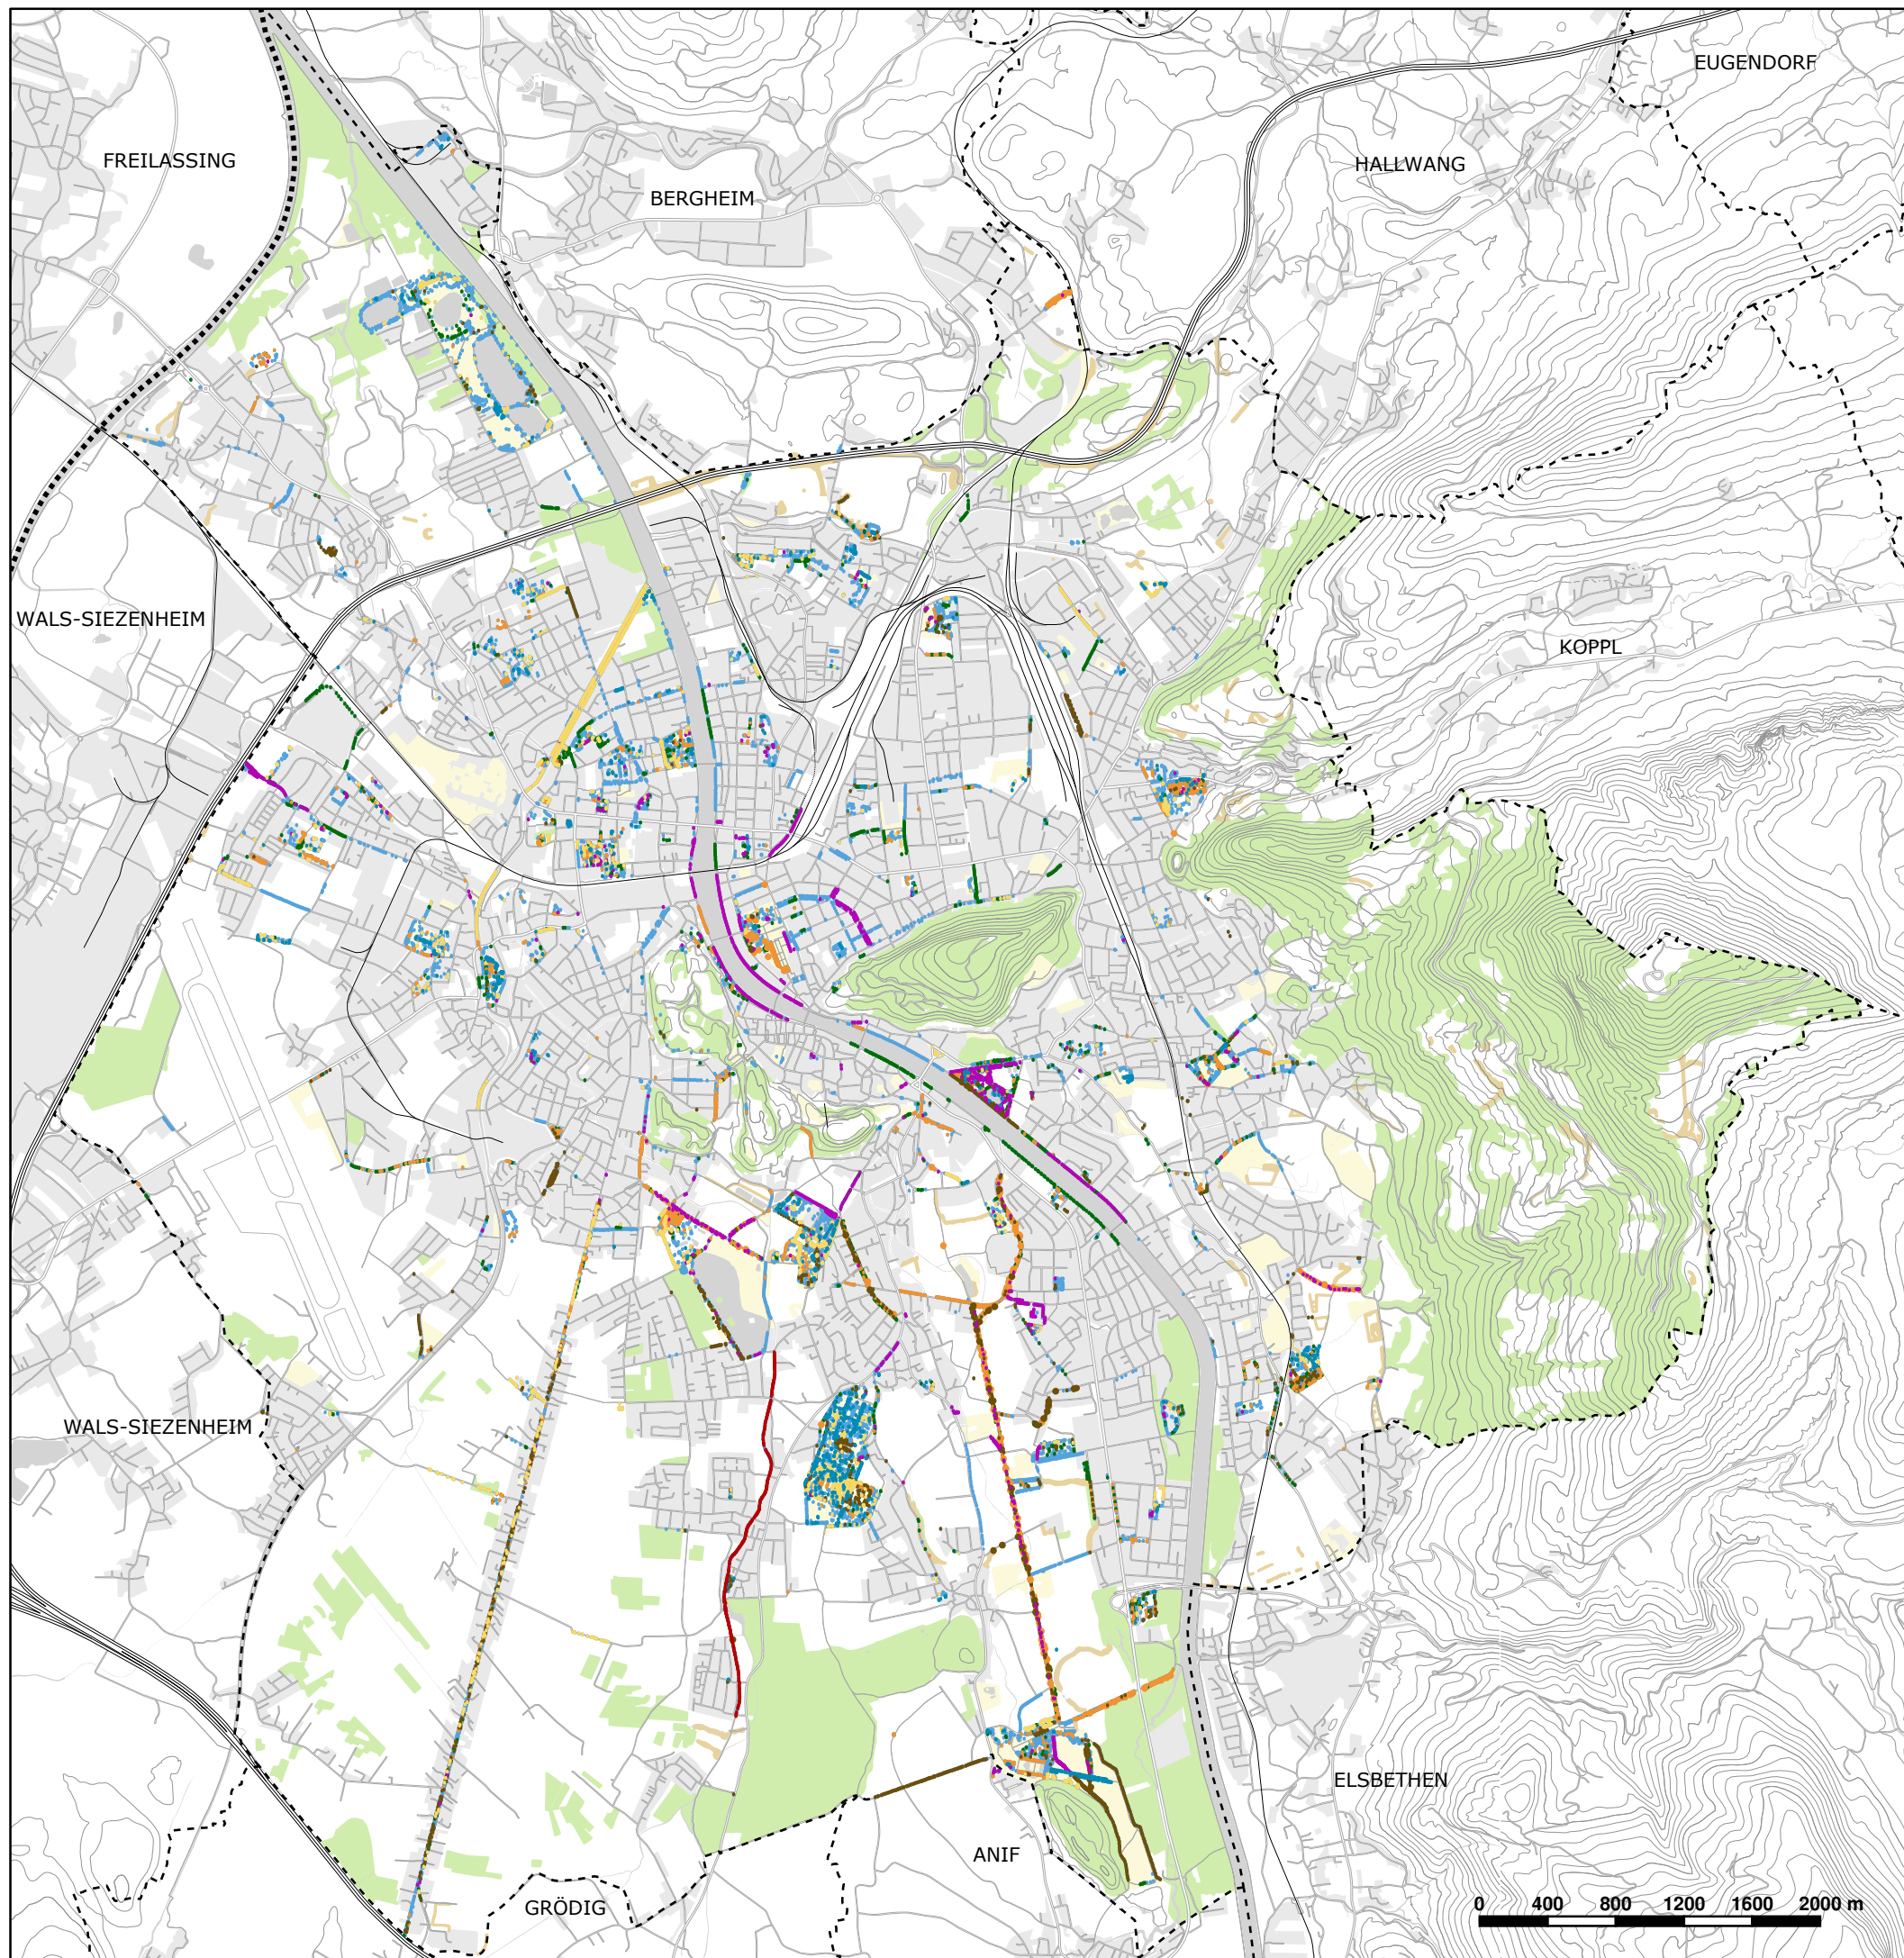 EUGENDORF
FREILASSING
HALLWANG
BERGHEIM
WALS-SIEZENHEIM
KOPPL
WALS-SIEZENHEIM
ELSBETHEN
ANIF
GRÖDIG
0 400 800 1200 1600 2000 m